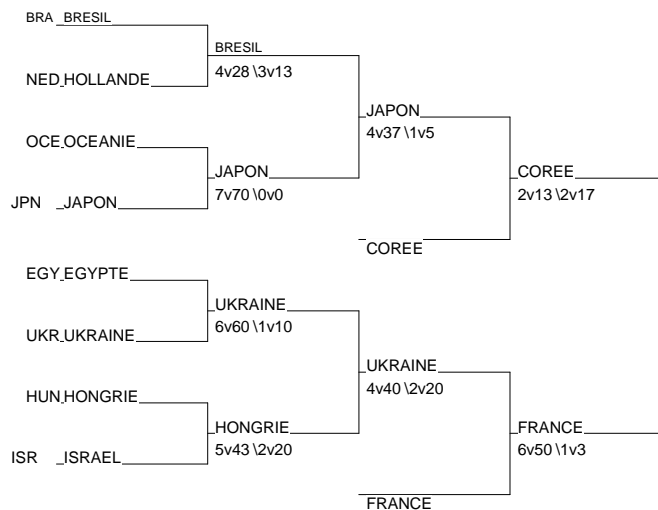 BRA BRESIL
BRESIL
4v28 \3v13
NED HOLLANDE
JAPON
4v37 \1v5
OCE OCEANIE
JAPON
7v70 \0v0
COREE
2v13 \2v17
JPN JAPON
COREE
EGY EGYPTE
UKRAINE
6v60 \1v10
UKR UKRAINE
UKRAINE
4v40 \2v20
HUN HONGRIE
HONGRIE
5v43 \2v20
FRANCE
6v50 \1v3
ISR ISRAEL
FRANCE